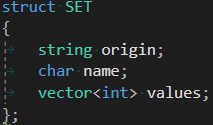 struct SET
{
string origin;
char name;
vector<int> values;
};